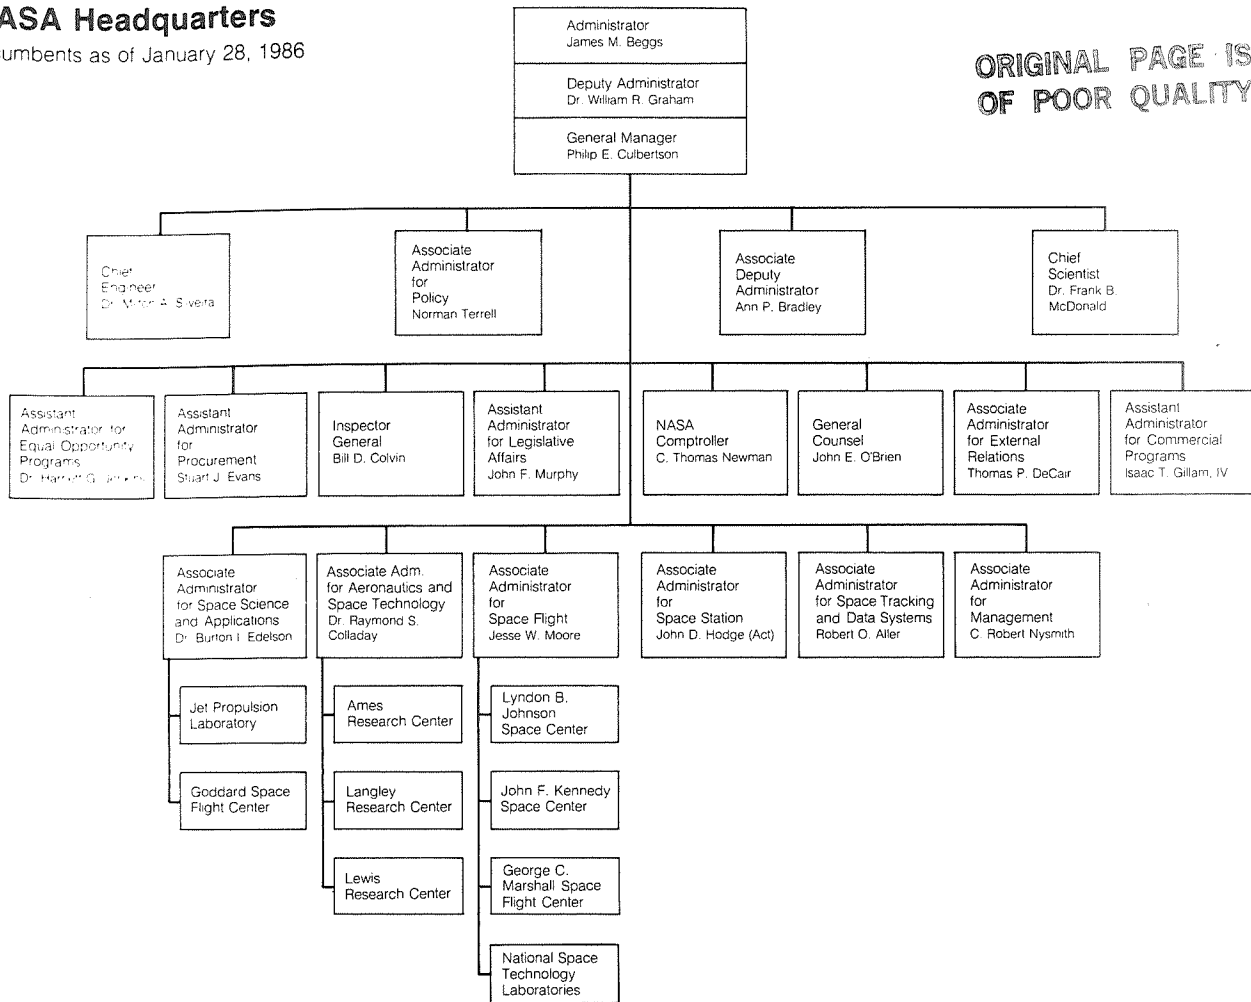 ASA Headquarters
cumbents as of January 28, 1986
ORIGINAL PAGE IS
OF POOR QUALITY
Administrator
James M. Beggs
Deputy Administrator
Dr. William R. Graham
General Manager
Philip E. Culbertson
Chief
Engineer
Dr. Milton A. Silveira
Associate
Administrator
for
Policy
Norman Terrell
Associate
Deputy
Administrator
Ann P. Bradley
Chief
Scientist
Dr. Frank B.
McDonald
Assistant
Administrator for
Equal Opportunity
Programs
Dr. Harriett G. Jenkins
Assistant
Administrator
for
Procurement
Stuart J. Evans
Inspector
General
Bill D. Colvin
Assistant
Administrator
for Legislative
Affairs
John F. Murphy
NASA
Comptroller
C. Thomas Newman
General
Counsel
John E. O'Brien
Associate
Administrator
for External
Relations
Thomas P. DeCair
Assistant
Administrator
for Commercial
Programs
Isaac T. Gillam, IV
Associate
Administrator
for Space Science
and Applications
Dr. Burton I. Edelson
Associate Adm.
for Aeronautics and
Space Technology
Dr. Raymond S.
Colladay
Associate
Administrator
for
Space Flight
Jesse W. Moore
Associate
Administrator
for
Space Station
John D. Hodge (Act)
Associate
Administrator
for Space Tracking
and Data Systems
Robert O. Aller
Associate
Administrator
for
Management
C. Robert Nysmith
Jet Propulsion
Laboratory
Goddard Space
Flight Center
Ames
Research Center
Langley
Research Center
Lewis
Research Center
Lyndon B.
Johnson
Space Center
John F. Kennedy
Space Center
George C.
Marshall Space
Flight Center
National Space
Technology
Laboratories